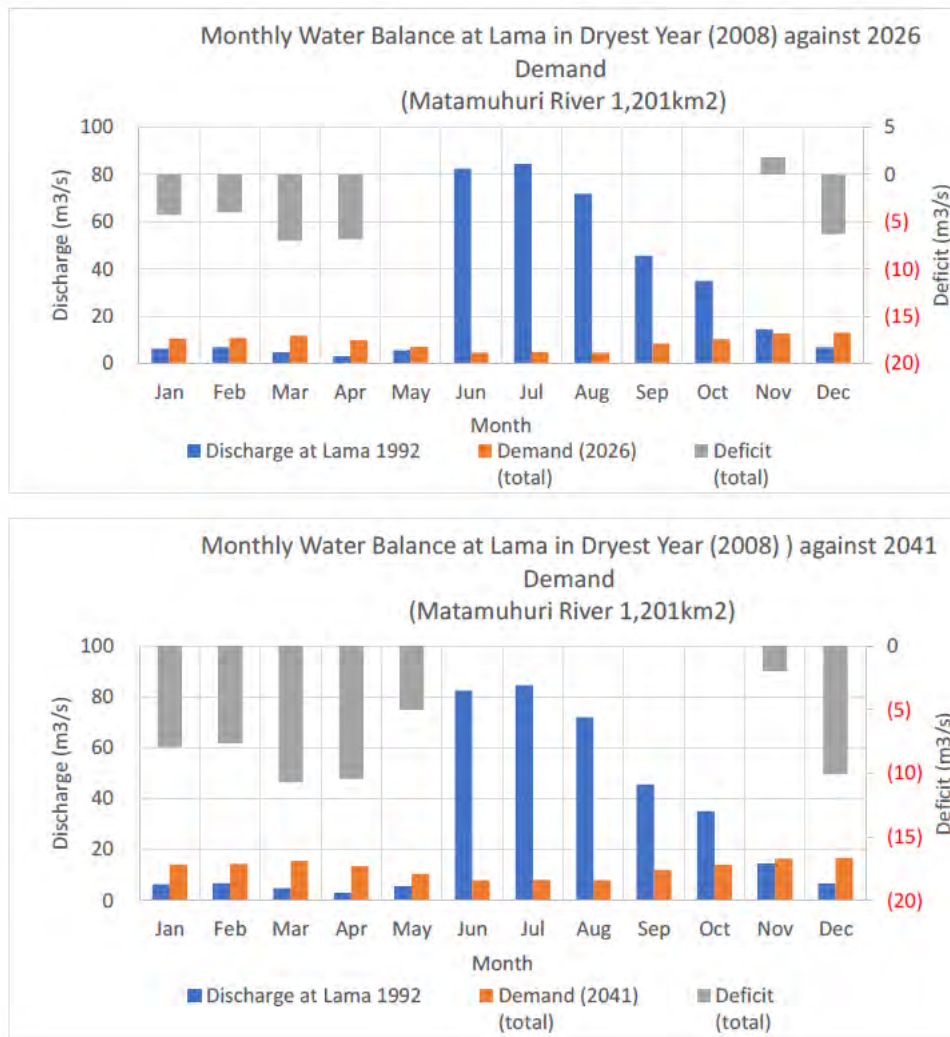 Monthly Water Balance at Lama in Dryest Year (2008) against 2026
Demand
(Matamuhuri River 1,201km2)
100
80
60
40
20
0
Discharge (m3/s)
5
0
(5)
(10)
(15)
(20)
Deficit (m3/s)
Jan Feb Mar Apr May Jun Jul Aug Sep Oct Nov Dec
Month
Discharge at Lama 1992 Demand (2026) Deficit
(total) (total)
Monthly Water Balance at Lama in Dryest Year (2008) ) against 2041
Demand
(Matamuhuri River 1,201km2)
100
80
60
40
20
0
Discharge (m3/s)
0
(5)
(10)
(15)
(20)
Deficit (m3/s)
Jan Feb Mar Apr May Jun Jul Aug Sep Oct Nov Dec
Month
Discharge at Lama 1992 Demand (2041) Deficit
(total) (total)